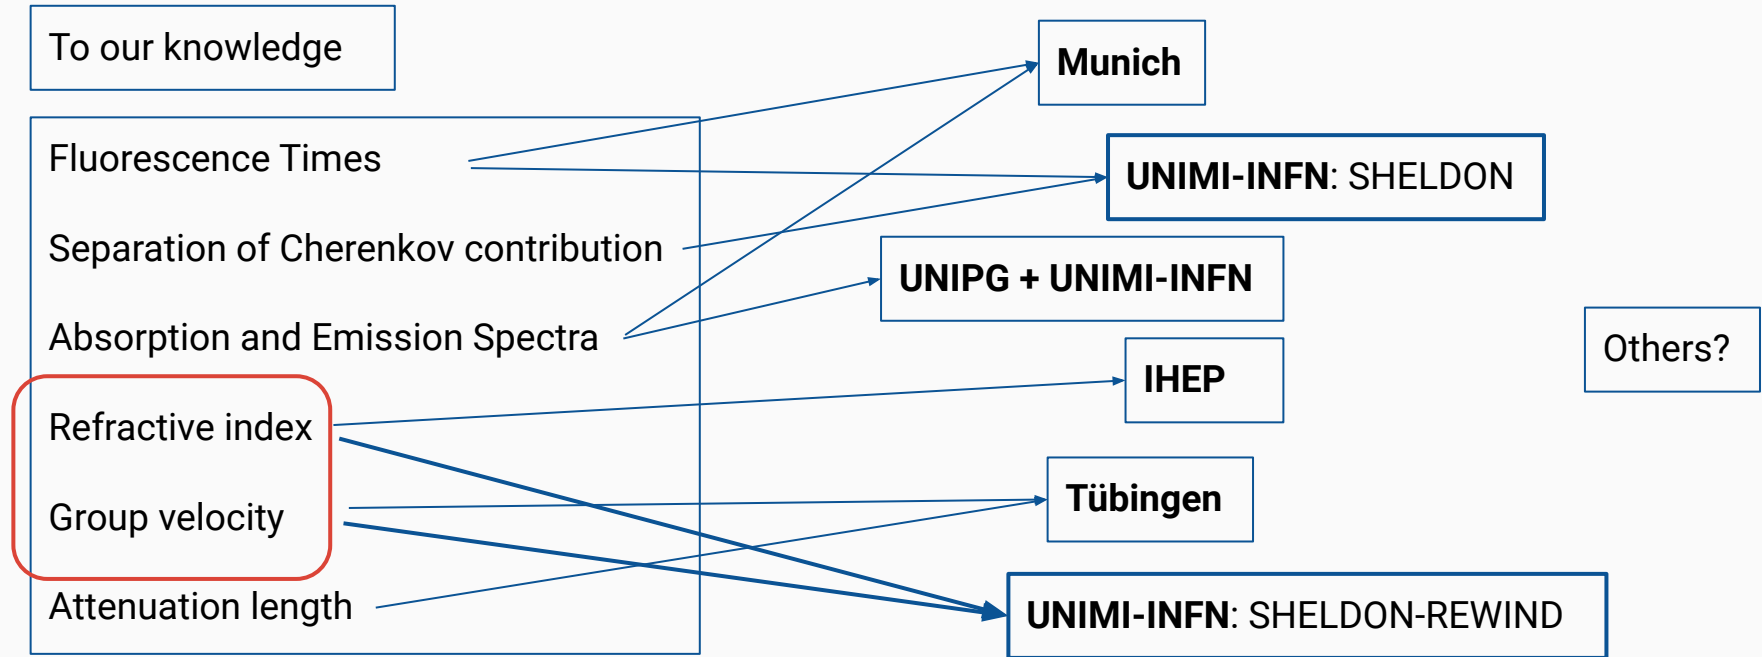 To our knowledge
Fluorescence Times
Separation of Cherenkov contribution
Absorption and Emission Spectra
Refractive index
Group velocity
Attenuation length
Munich
UNIMI-INFN: SHELDON
UNIPG + UNIMI-INFN
IHEP
Tübingen
UNIMI-INFN: SHELDON-REWIND
Others?